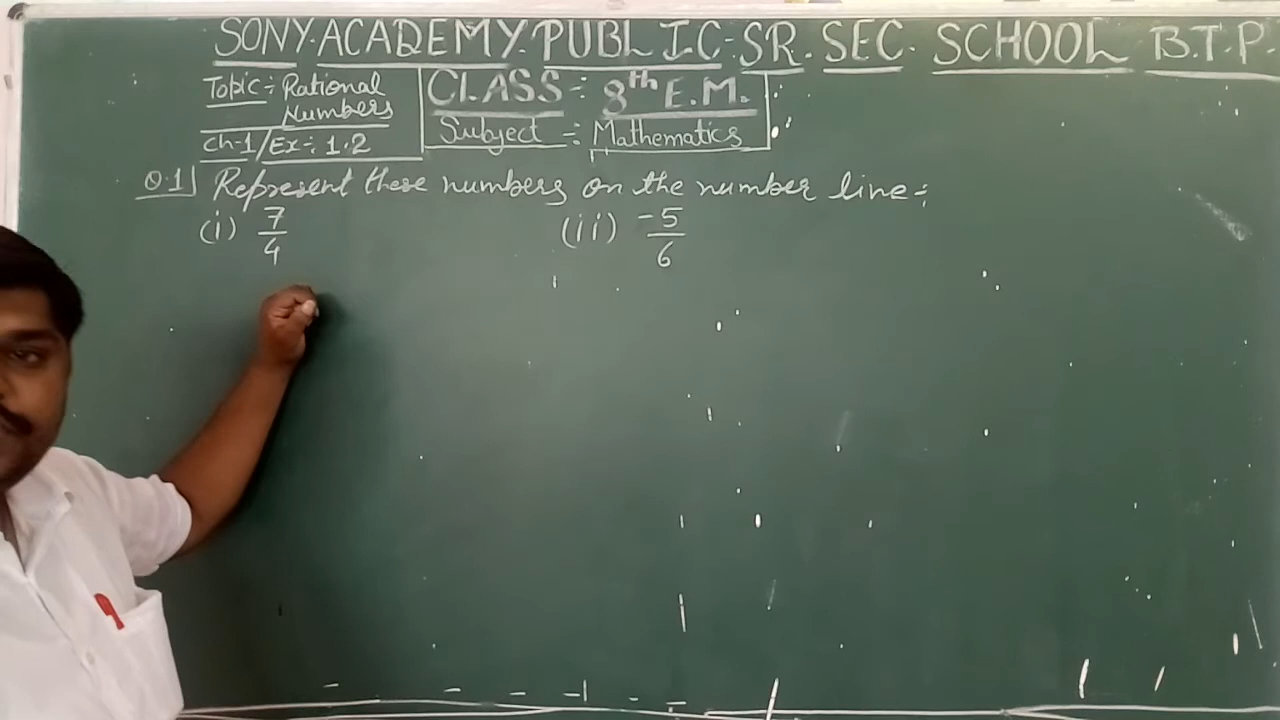 SONY ACADEMY PUBLIC SR. SEC. SCHOOL B.T.P.
Topic:- Rational Numbers
Ch-1/Ex:- 1.2
CLASS:- 8th E.M.
Subject:- Mathematics
Q.1] Represent these numbers on the number line:-
(i) 7/4 (ii) -5/6